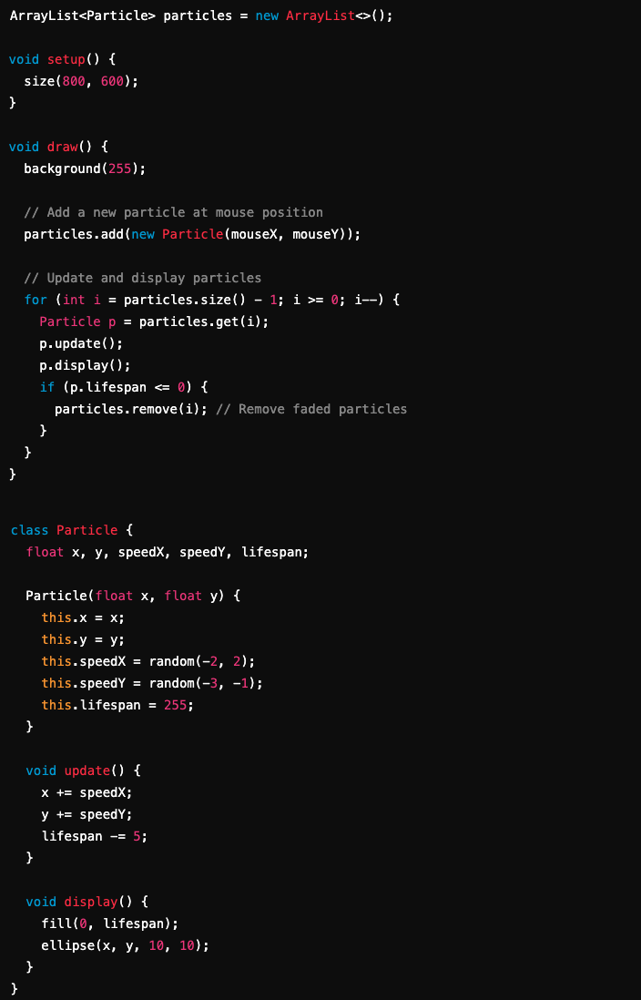 ArrayList<Particle> particles = new ArrayList<>();
void setup() {
  size(800, 600);
}
void draw() {
  background(255);
  // Add a new particle at mouse position
  particles.add(new Particle(mouseX, mouseY));
  // Update and display particles
  for (int i = particles.size() - 1; i >= 0; i--) {
    Particle p = particles.get(i);
    p.update();
    p.display();
    if (p.lifespan <= 0) {
      particles.remove(i); // Remove faded particles
    }
  }
}
class Particle {
  float x, y, speedX, speedY, lifespan;
  Particle(float x, float y) {
    this.x = x;
    this.y = y;
    this.speedX = random(-2, 2);
    this.speedY = random(-3, -1);
    this.lifespan = 255;
  }
  void update() {
    x += speedX;
    y += speedY;
    lifespan -= 5;
  }
  void display() {
    fill(0, lifespan);
    ellipse(x, y, 10, 10);
  }
}